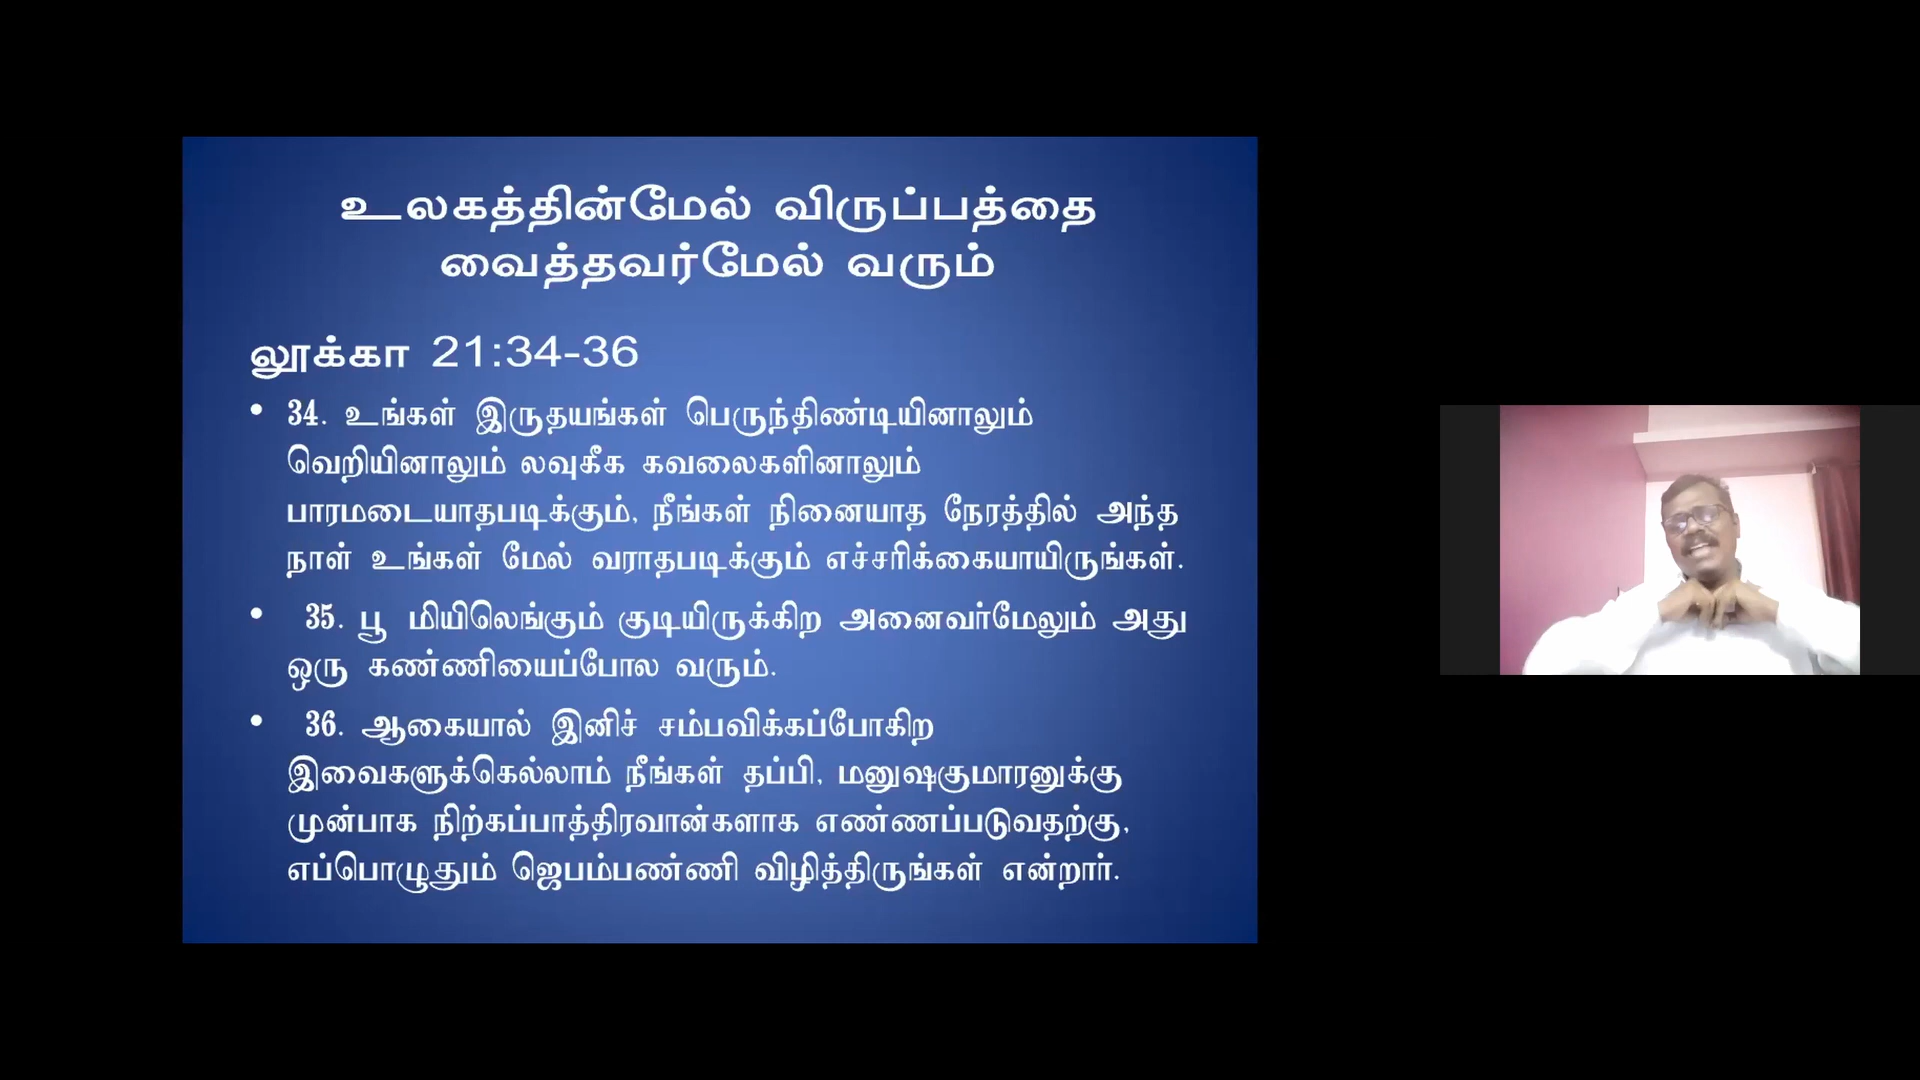 உலகத்தின்மேல் விருப்பத்தை
வைத்தவர்மேல் வரும்
லூக்கா 21:34-36
• 34. உங்கள் இருதயங்கள் பெருந்திண்டியினாலும்
வெறியினாலும் லவுகீக கவலைகளினாலும்
பாரமடையாதபடிக்கும், நீங்கள் நினையாத நேரத்தில் அந்த
நாள் உங்கள் மேல் வராதபடிக்கும் எச்சரிக்கையாயிருங்கள்.
• 35. பூ மியிலெங்கும் குடியிருக்கிற அனைவர்மேலும் அது
ஒரு கண்ணியைப்போல வரும்.
• 36. ஆகையால் இனிச் சம்பவிக்கப்போகிற
இவைகளுக்கெல்லாம் நீங்கள் தப்பி, மனுஷகுமாரனுக்கு
முன்பாக நிற்கப்பாத்திரவான்களாக எண்ணப்படுவதற்கு,
எப்பொழுதும் ஜெபம்பண்ணி விழித்திருங்கள் என்றார்.